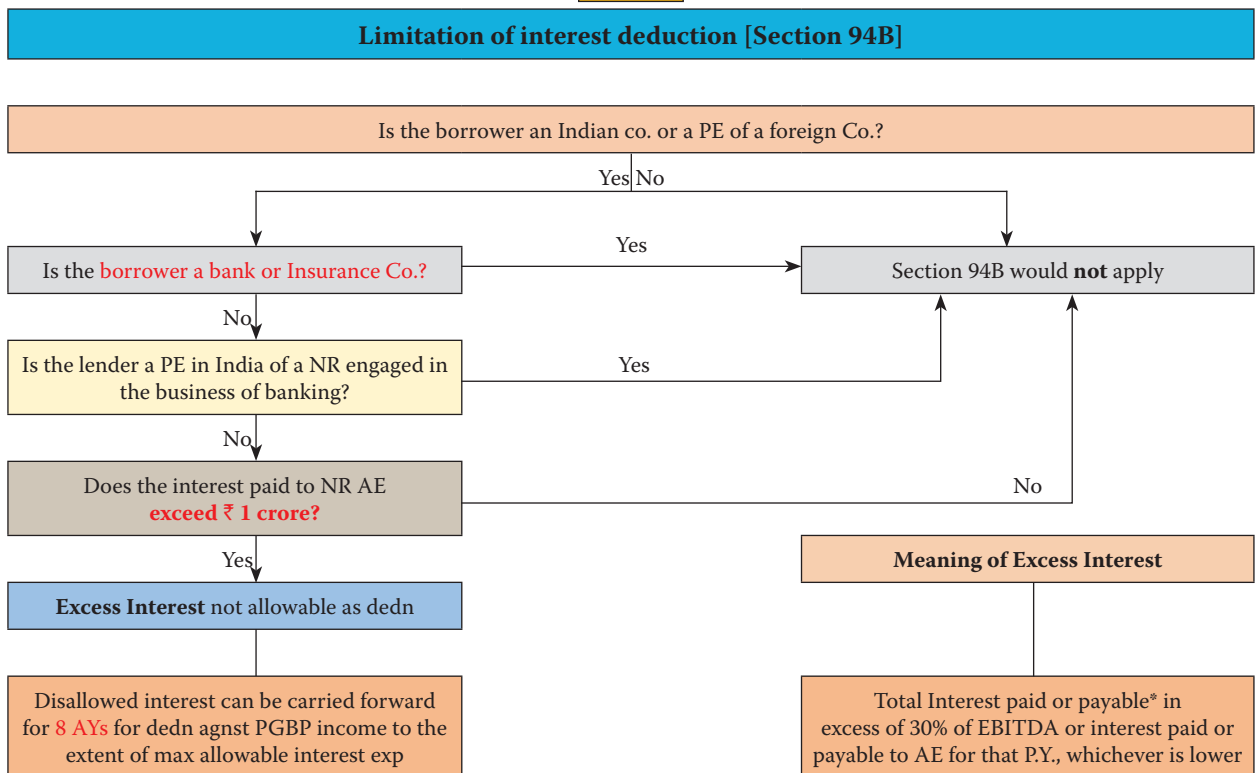 Limitation of interest deduction [Section 94B]
Is the borrower an Indian co. or a PE of a foreign Co.?
Yes No
Is the borrower a bank or Insurance Co.?
Yes
Section 94B would not apply
No
Is the lender a PE in India of a NR engaged in
the business of banking?
Yes
No
Does the interest paid to NR AE
exceed ₹ 1 crore?
No
Yes
Excess Interest not allowable as dedn
Disallowed interest can be carried forward
for 8 AYs for dedn agnst PGBP income to the
extent of max allowable interest exp
Meaning of Excess Interest
Total Interest paid or payable* in
excess of 30% of EBITDA or interest paid or
payable to AE for that P.Y., whichever is lower